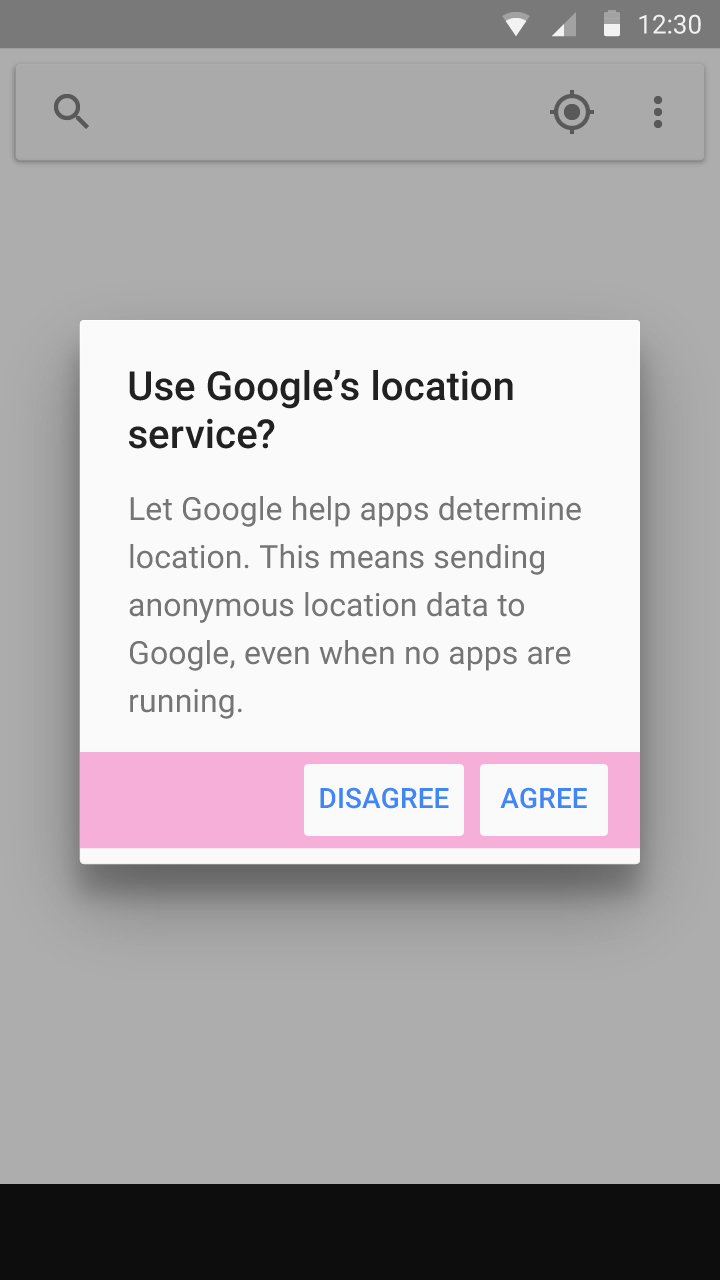 12:30
Use Google’s location
service?
Let Google help apps determine
location. This means sending
anonymous location data to
Google, even when no apps are
running.
DISAGREE AGREE